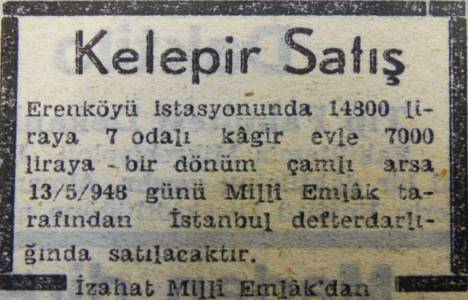 Kelepir Satış
Erenköyü istasyonunda 14800 li-
raya 7 odalı kâgir evle 7000
liraya bir dönüm çamlı arsa
13/5/948 günü Millî Emlâk ta-
rafından İstanbul defterdarlı-
ğında satılacaktır.
İzahat Millî Emlâk'dan